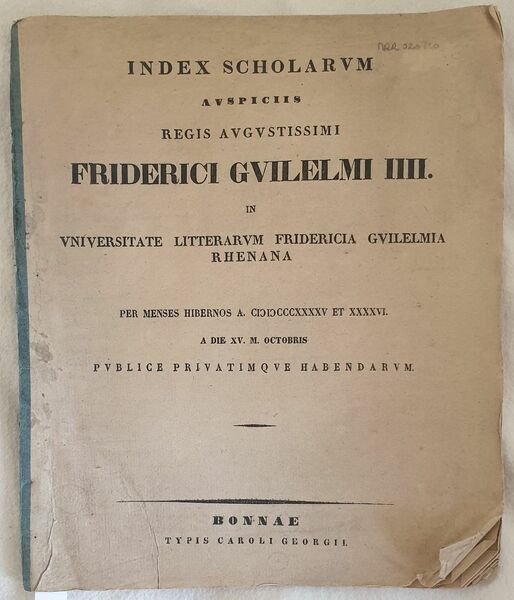 INDEX SCHOLARVM
AVSPICIIS
REGIS AVGVSTISSIMI
FRIDERICI GVILELMI IIII.
IN
VNIVERSITATE LITTERARVM FRIDERICIA GVILELMIA
RHENANA
PER MENSES HIBERNOS A. CIƆIƆCCCXXXXV ET XXXXVI.
A DIE XV. M. OCTOBRIS
PVBLICE PRIVATIMQVE HABENDARVM.
BONNAE
TYPIS CAROLI GEORGII.